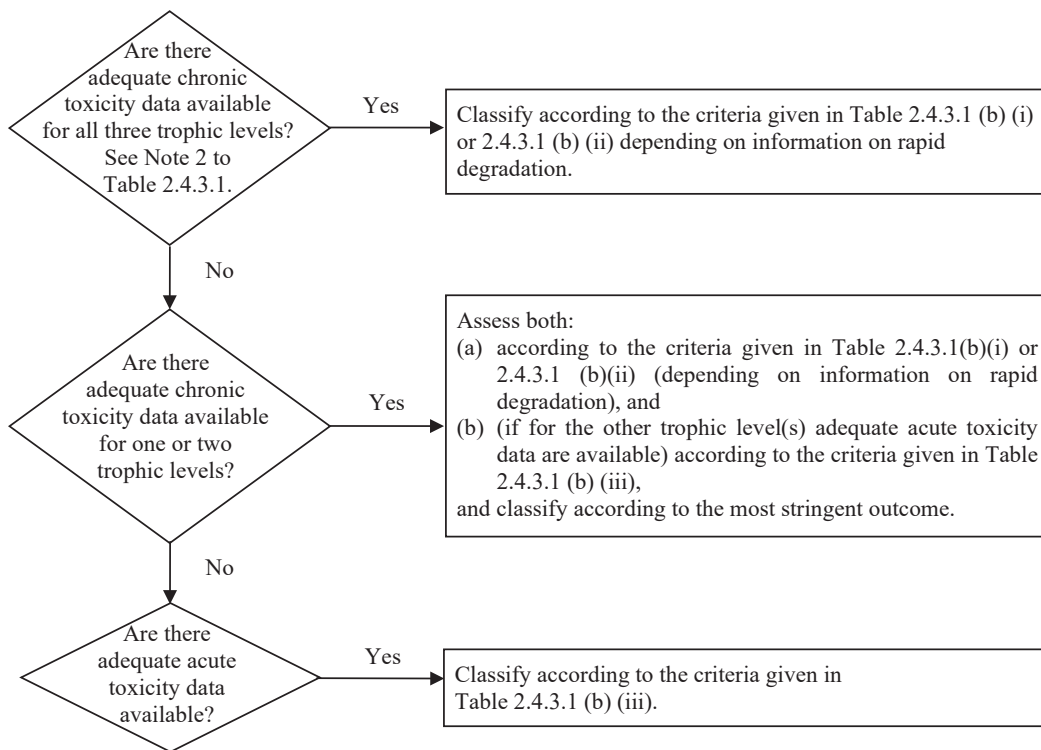 Are there
adequate chronic
toxicity data available
for all three trophic levels?
See Note 2 to
Table 2.4.3.1.
Yes
Classify according to the criteria given in Table 2.4.3.1 (b) (i)
or 2.4.3.1 (b) (ii) depending on information on rapid
degradation.
No
Are there
adequate chronic
toxicity data available
for one or two
trophic levels?
Yes
Assess both:
(a) according to the criteria given in Table 2.4.3.1(b)(i) or
2.4.3.1 (b)(ii) (depending on information on rapid
degradation), and
(b) (if for the other trophic level(s) adequate acute toxicity
data are available) according to the criteria given in Table
2.4.3.1 (b) (iii),
and classify according to the most stringent outcome.
No
Are there
adequate acute
toxicity data
available?
Yes
Classify according to the criteria given in
Table 2.4.3.1 (b) (iii).